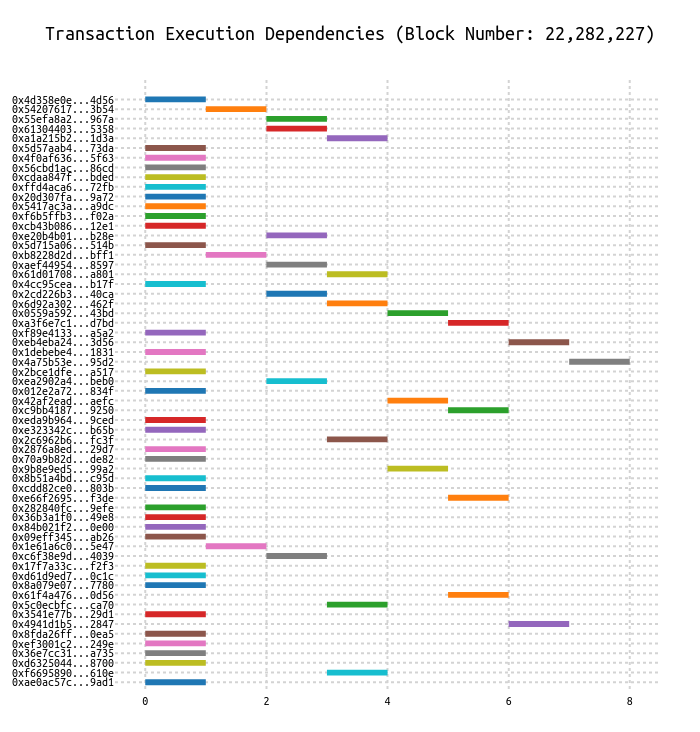 Transaction Execution Dependencies (Block Number: 22,282,227)
0x4d358e0e...4d56
0x54207617...3b54
0x55efa8a2...967a
0x61304403...5358
0xa1a215b2...1d3a
0x5d57aab4...73da
0x4f0af636...5f63
0x56cbd1ac...86cd
0xcdaa847f...bded
0xffd4aca6...72fb
0x20d307fa...9a72
0x5417ac3a...a9dc
0xf6b5ffb3...f02a
0xcb43b086...12e1
0xe20b4b01...b28e
0x5d715a06...514b
0xb8228d2d...bff1
0xaef44954...8597
0x61d01708...a801
0x4cc95cea...b17f
0x2cd226b3...40ca
0x6d92a302...462f
0x0559a592...43bd
0xa3f6e7c1...d7bd
0xf89e4133...a5a2
0xeb4eba24...3d56
0x1debebe4...1831
0x4a75b53e...95d2
0x2bce1dfe...a517
0xea2902a4...beb0
0x012e2a72...834f
0x42af2ead...aefc
0xc9bb4187...9250
0xeda9b964...9ced
0xe323342c...b65b
0x2c6962b6...fc3f
0x2876a8ed...29d7
0x70a9b82d...de82
0x9b8e9ed5...99a2
0x8b51a4bd...c95d
0xcdd82ce0...803b
0xe66f2695...f3de
0x282840fc...9efe
0x36b3a1f0...49e8
0x84b021f2...0e00
0x09eff345...ab26
0x1e61a6c0...5e47
0xc6f38e9d...4039
0x17f7a33c...f2f3
0xd61d9ed7...0c1c
0x8a079e07...7780
0x61f4a476...0d56
0x5c0ecbfc...ca70
0x3541e77b...29d1
0x4941d1b5...2847
0x8fda26ff...0ea5
0xef3001c2...249e
0x36e7cc31...a735
0xd6325044...8700
0xf6695890...610e
0xae0ac57c...9ad1
0 2 4 6 8